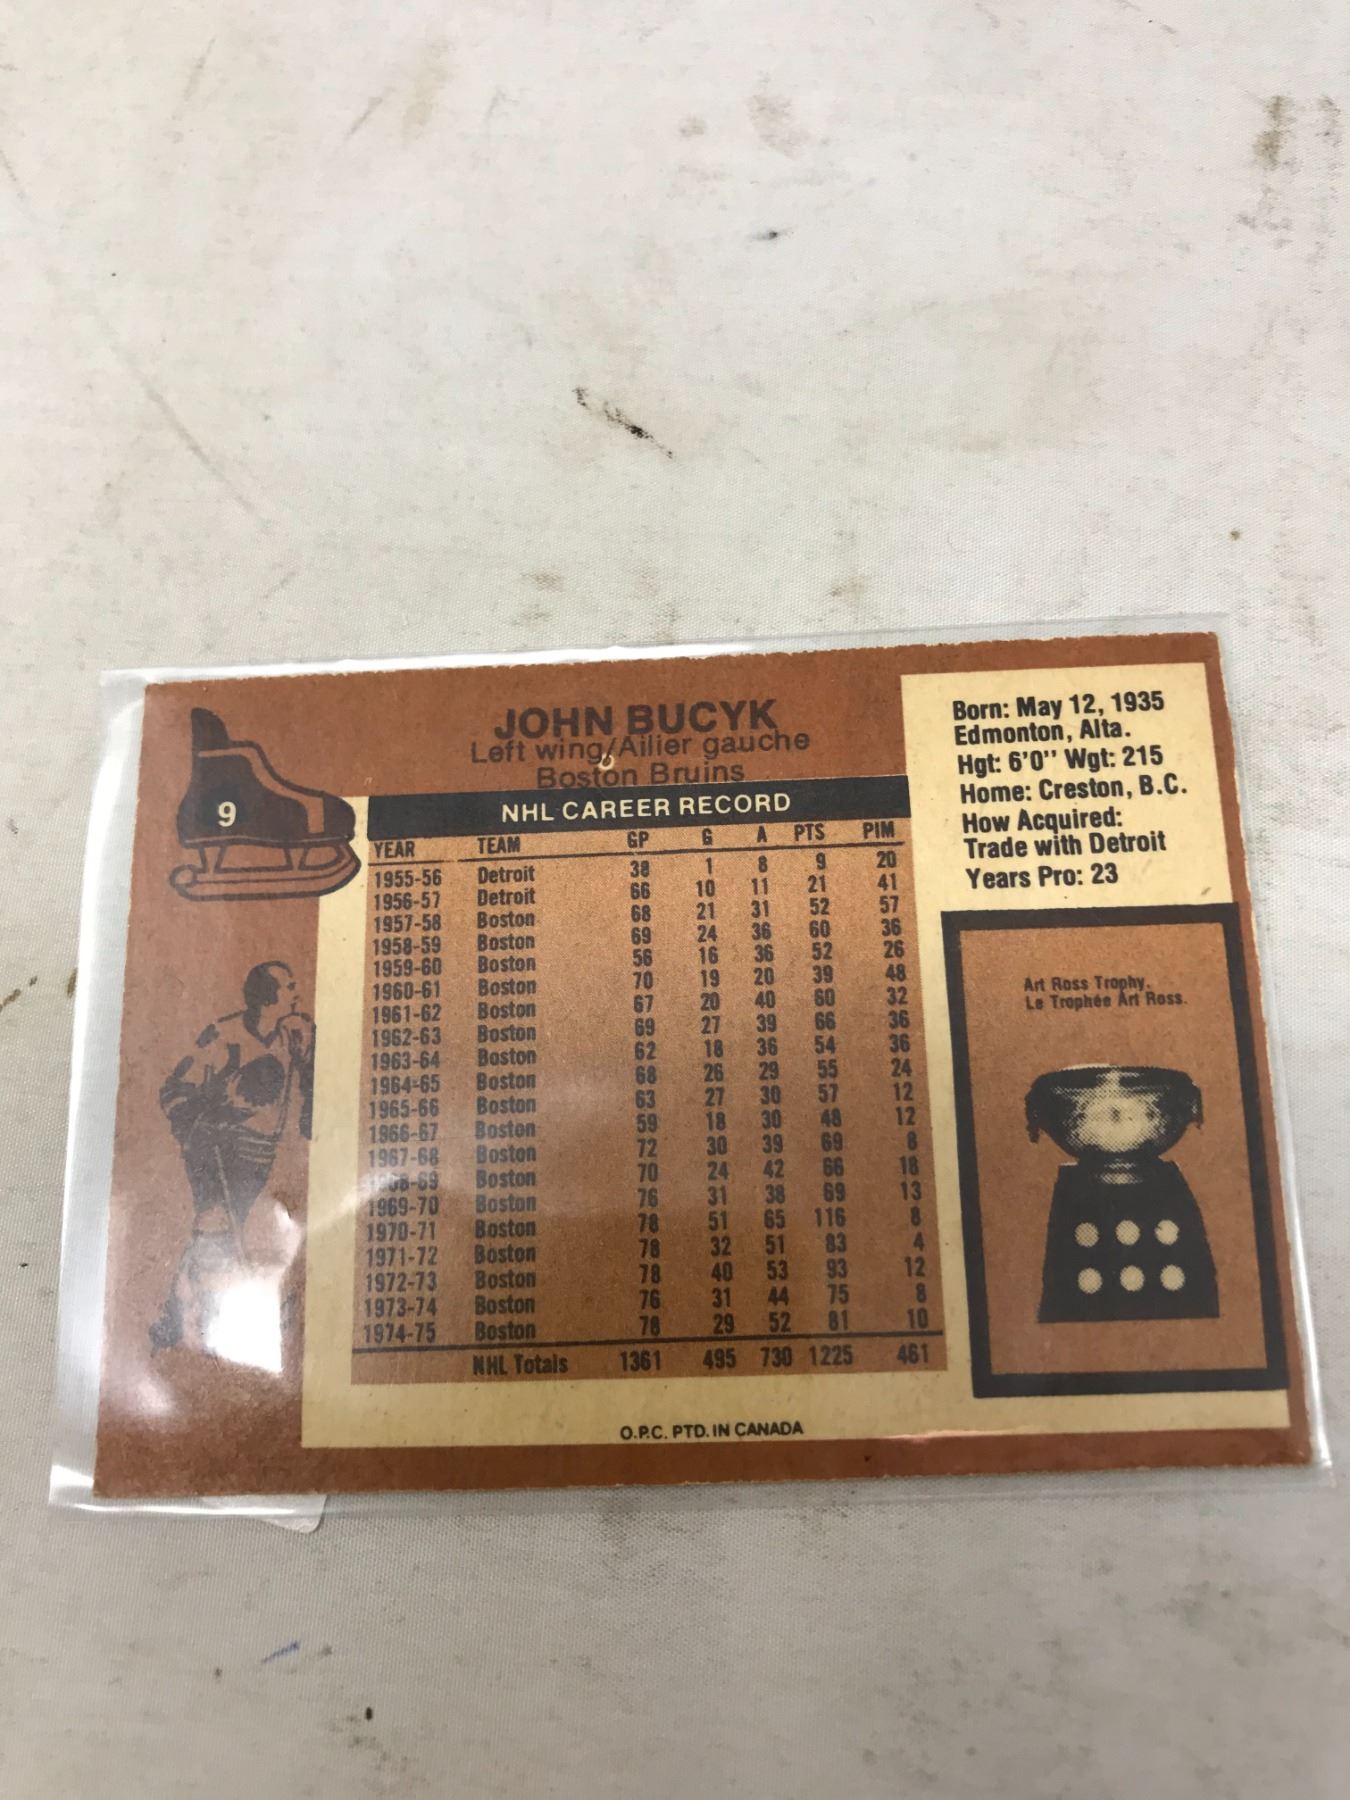 JOHN BUCYK
Left wing/Ailier gauche
Boston Bruins
9
NHL CAREER RECORD
YEAR TEAM GP G A PTS PIM
1955-56 Detroit 38 1 8 9 20
1956-57 Detroit 66 10 11 21 41
1957-58 Boston 68 21 31 52 57
1958-59 Boston 69 24 36 60 36
1959-60 Boston 56 16 36 52 26
1960-61 Boston 70 19 20 39 48
1961-62 Boston 67 20 40 60 32
1962-63 Boston 69 27 39 66 36
1963-64 Boston 62 18 36 54 36
1964-65 Boston 68 26 29 55 24
1965-66 Boston 63 27 30 57 12
1966-67 Boston 59 18 30 48 12
1967-68 Boston 72 30 39 69 8
1968-69 Boston 70 24 42 66 18
1969-70 Boston 76 31 38 69 13
1970-71 Boston 78 51 65 116 8
1971-72 Boston 78 32 51 83 4
1972-73 Boston 78 40 53 93 12
1973-74 Boston 76 31 44 75 8
1974-75 Boston 78 29 52 81 10
NHL Totals 1361 495 730 1225 461
O.P.C. PTD. IN CANADA
Born: May 12, 1935
Edmonton, Alta.
Hgt: 6'0" Wgt: 215
Home: Creston, B.C.
How Acquired:
Trade with Detroit
Years Pro: 23
Art Ross Trophy.
Le Trophée Art Ross.